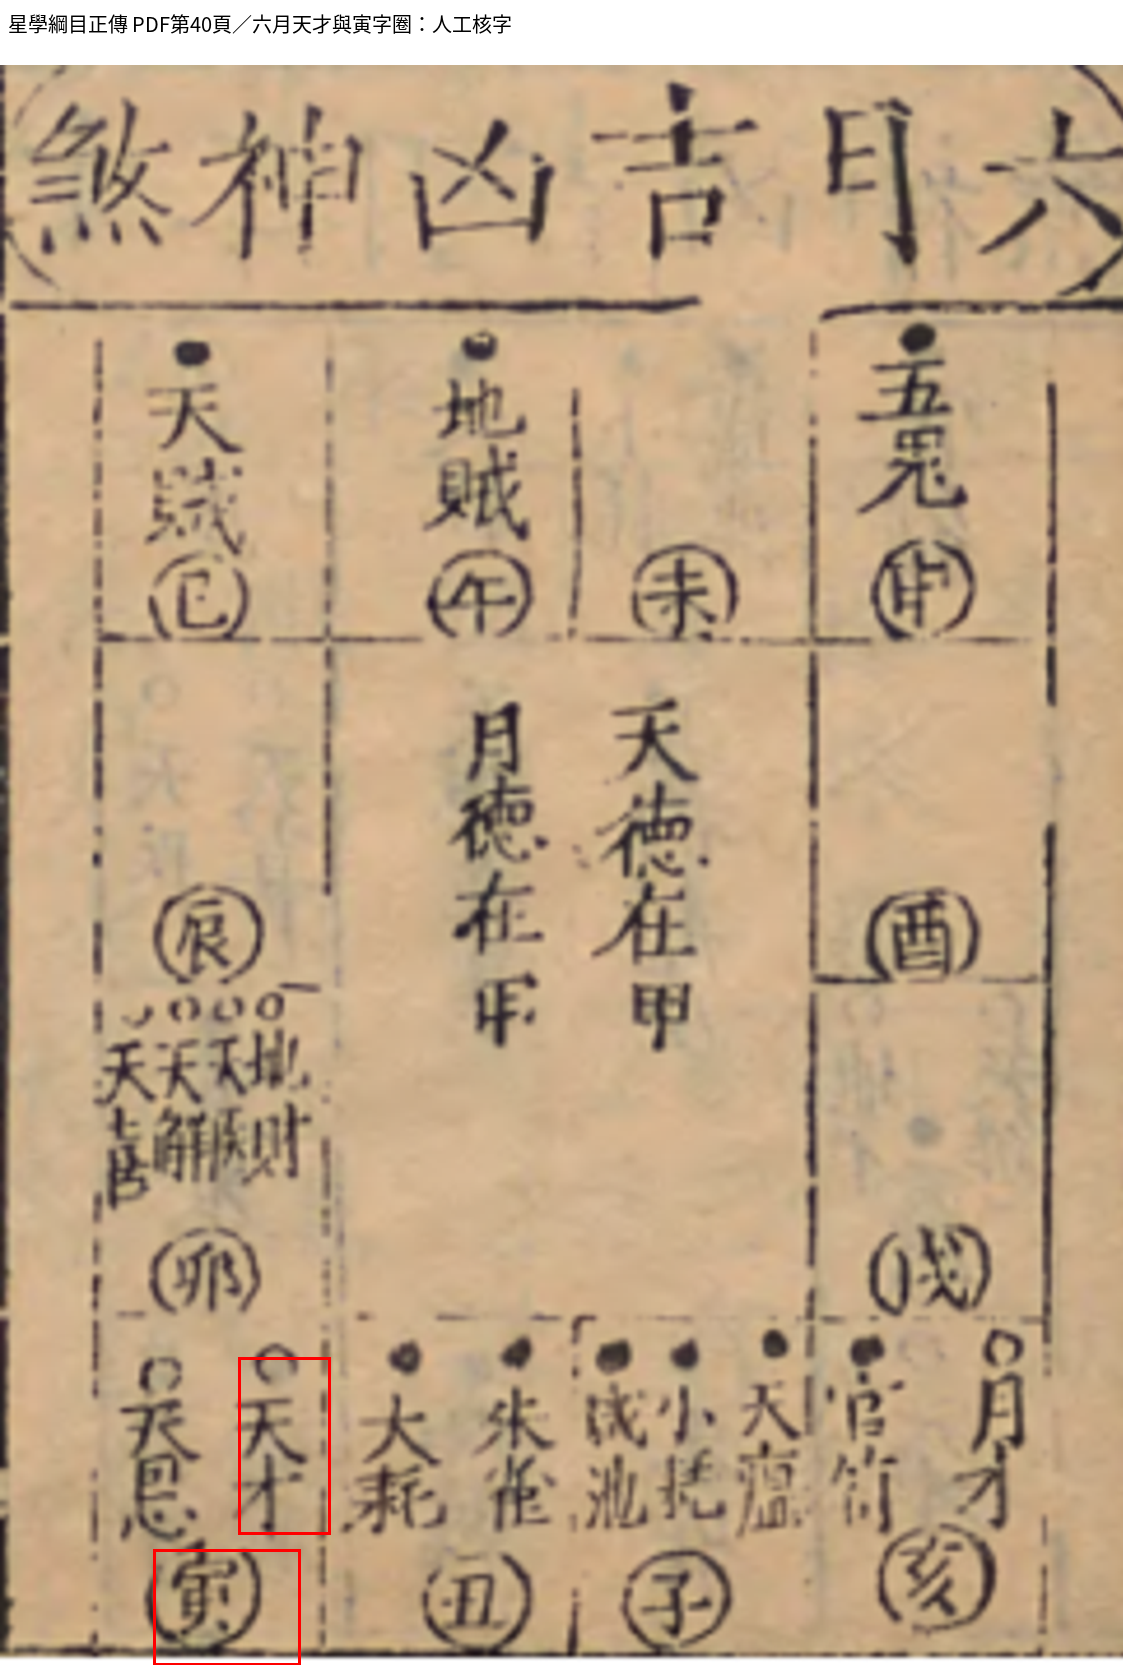 星學綱目正傳 PDF第40頁／六月天才與寅字圈：人工核字
六月吉凶神煞
五鬼
申
未
地賊
午
天賊
巳
天德在甲
月德在甲
酉
辰
地財
天
天解
天喜
卯
戌
月才
官符
亥
天瘟
小耗
咸池
子
朱雀
大耗
丑
天才
天恩
寅